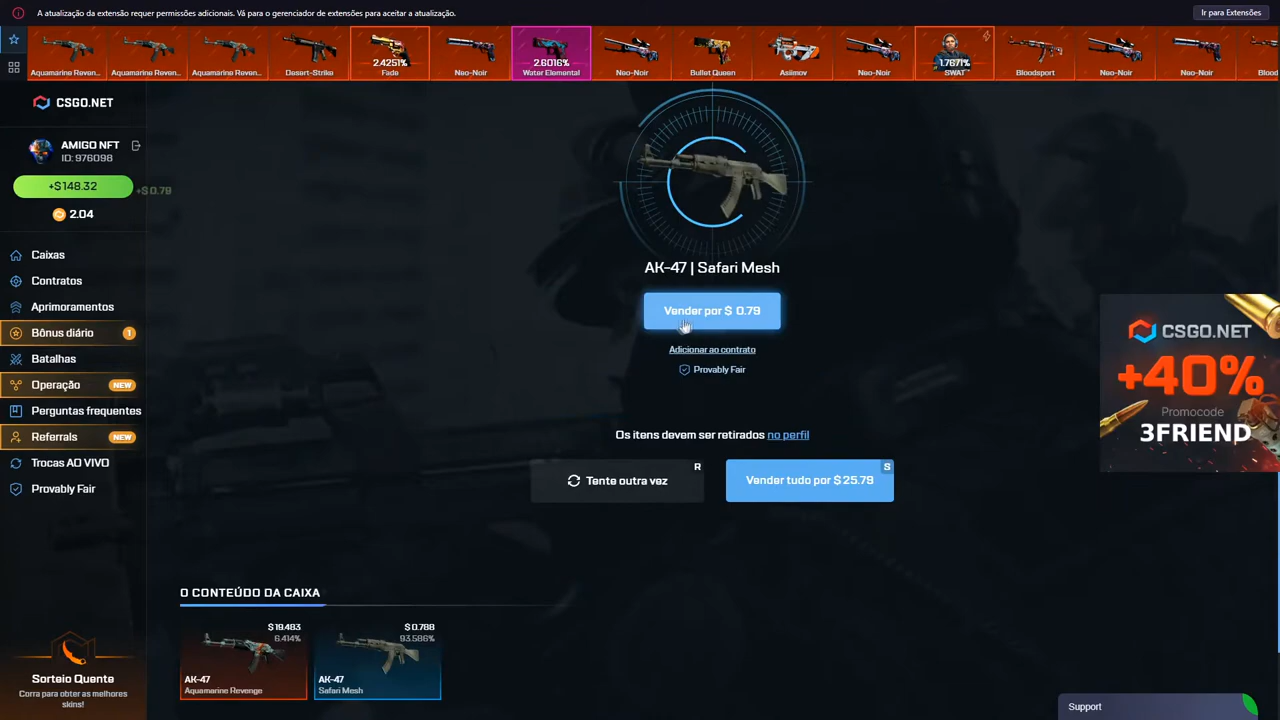 A atualização da extensão requer permissões adicionais. Vá para o gerenciador de extensões para aceitar a atualização.
Ir para Extensões
Aquamarine Reven...
Aquamarine Reven...
Aquamarine Reven...
Desert-Strike
2.4251%
Fade
Neo-Noir
2.6016%
Water Elemental
Neo-Noir
Bullet Queen
Asiimov
Neo-Noir
1.7671%
SWAT
Bloodsport
Neo-Noir
Neo-Noir
Blood
CSGO.NET
AMIGO NFT
ID: 976098
+$148.32
+$0.79
2.04
Caixas
Contratos
Aprimoramentos
Bônus diário 1
Batalhas
Operação NEW
Perguntas frequentes
Referrals NEW
Trocas AO VIVO
Provably Fair
Sorteio Quente
Corra para obter as melhores
skins!
AK-47 | Safari Mesh
Vender por $ 0.79
Adicionar ao contrato
Provably Fair
Os itens devem ser retirados no perfil
Tente outra vez R
Vender tudo por $ 25.79 S
O CONTEÚDO DA CAIXA
$ 19.483
6.414%
AK-47
Aquamarine Revenge
$ 0.788
93.586%
AK-47
Safari Mesh
CSGO.NET
+40%
Promocode
3FRIEND
Support